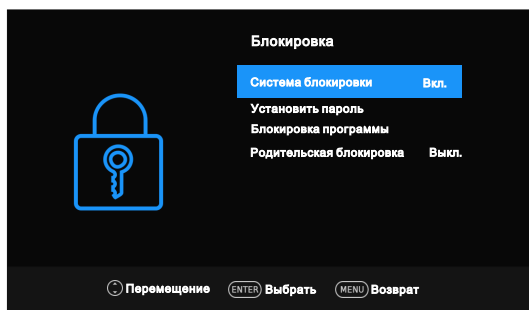 Блокировка
Система блокировки Вкл.
Установить пароль
Блокировка программы
Родительская блокировка Выкл.
Перемещение ENTER Выбрать MENU Возврат